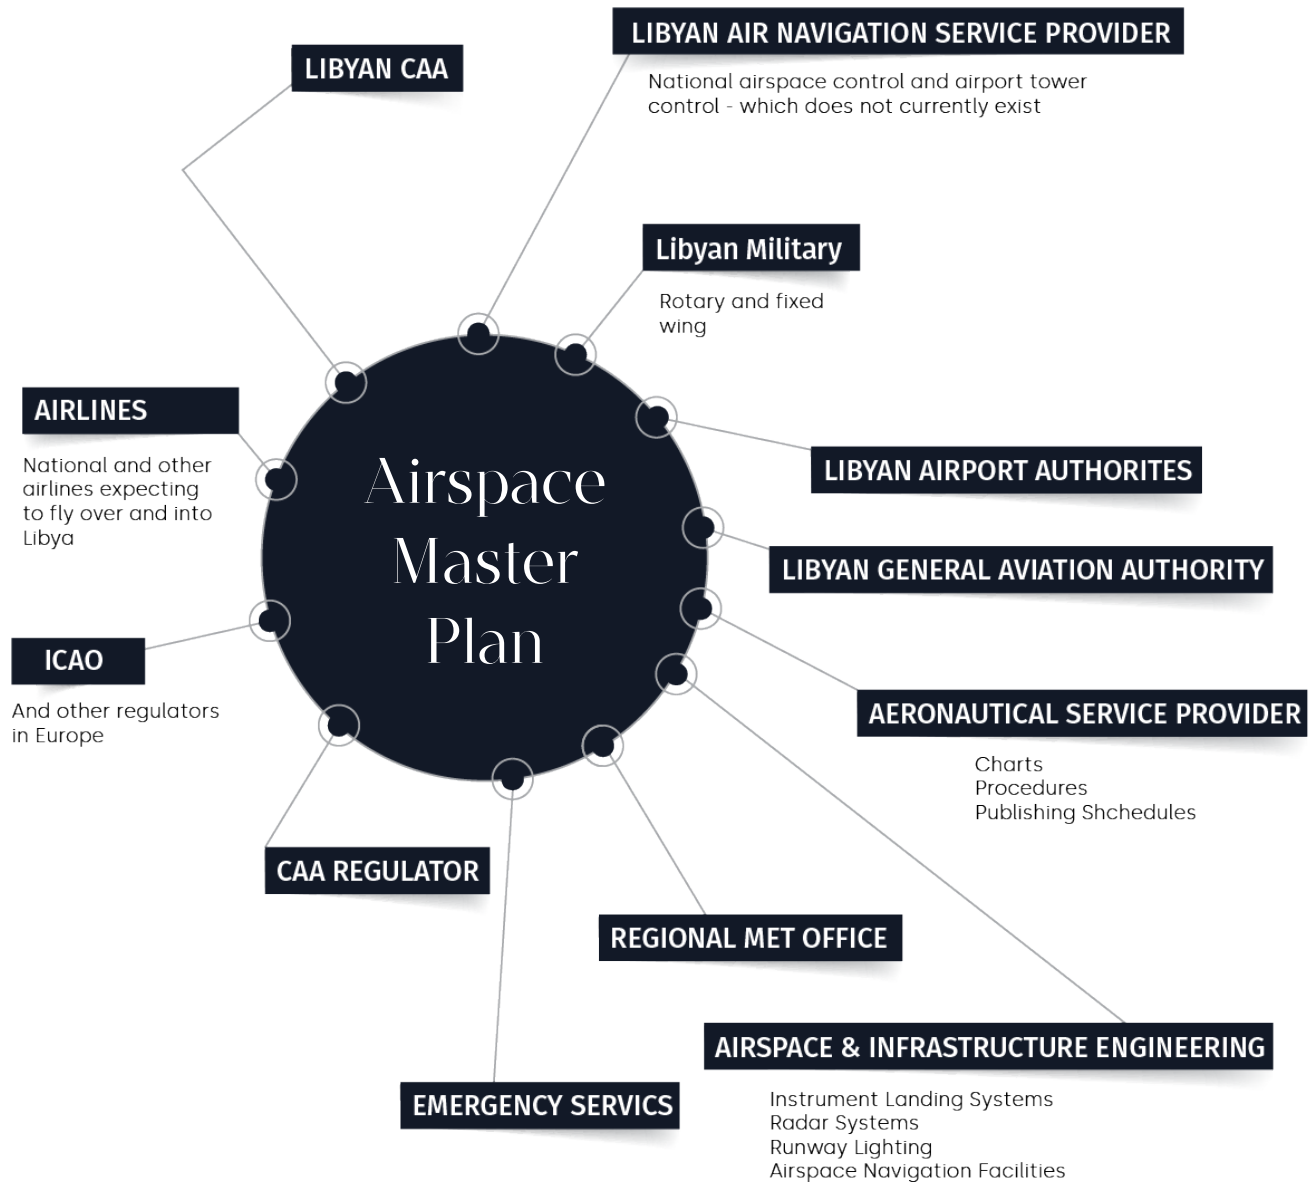 LIBYAN AIR NAVIGATION SERVICE PROVIDER
National airspace control and airport tower
control - which does not currently exist
LIBYAN CAA
Libyan Military
Rotary and fixed
wing
AIRLINES
National and other
airlines expecting
to fly over and into
Libya
LIBYAN AIRPORT AUTHORITES
Airspace
Master
Plan
LIBYAN GENERAL AVIATION AUTHORITY
ICAO
And other regulators
in Europe
AERONAUTICAL SERVICE PROVIDER
Charts
Procedures
Publishing Shchedules
CAA REGULATOR
REGIONAL MET OFFICE
AIRSPACE & INFRASTRUCTURE ENGINEERING
Instrument Landing Systems
Radar Systems
Runway Lighting
Airspace Navigation Facilities
EMERGENCY SERVICS